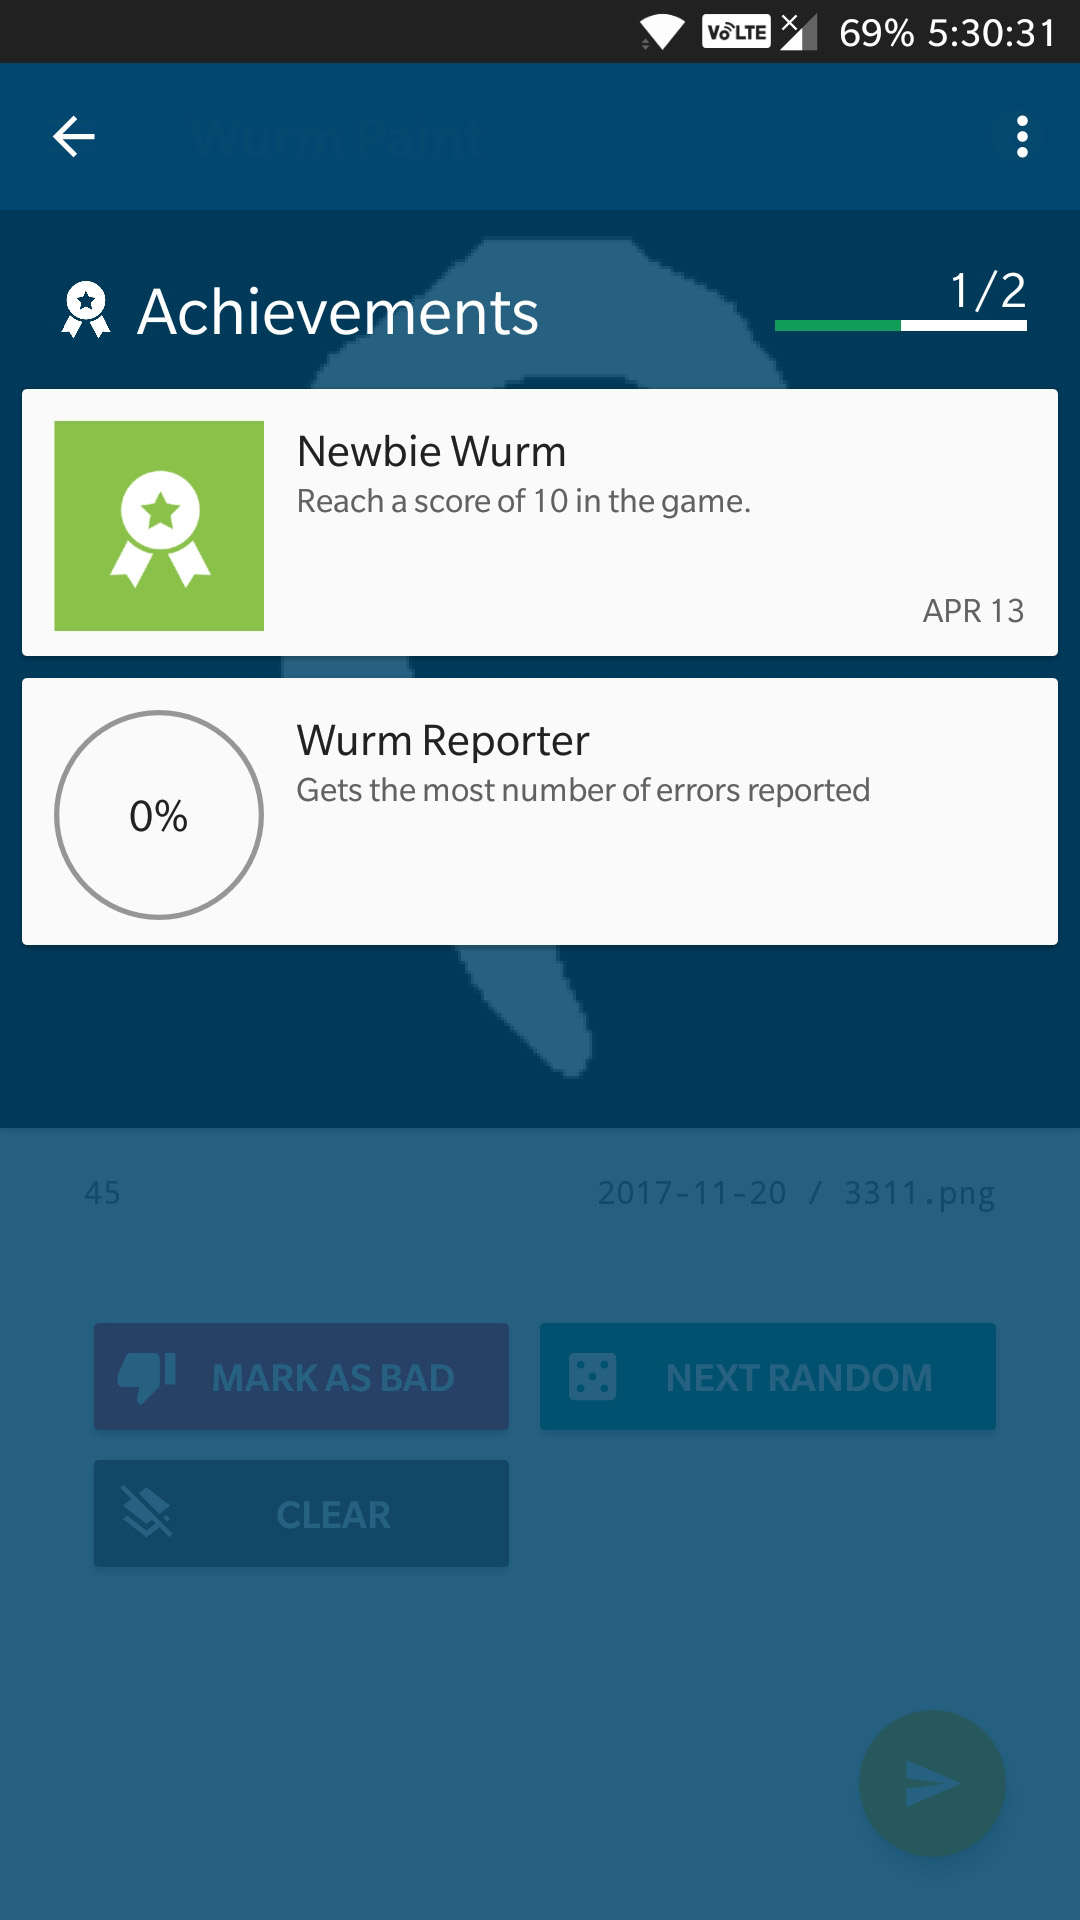 VoLTE 69% 5:30:31
Wurm Paint
Achievements
1/2
Newbie Wurm
Reach a score of 10 in the game.
APR 13
0%
Wurm Reporter
Gets the most number of errors reported
45 2017-11-20 / 3311.png
MARK AS BAD NEXT RANDOM
CLEAR